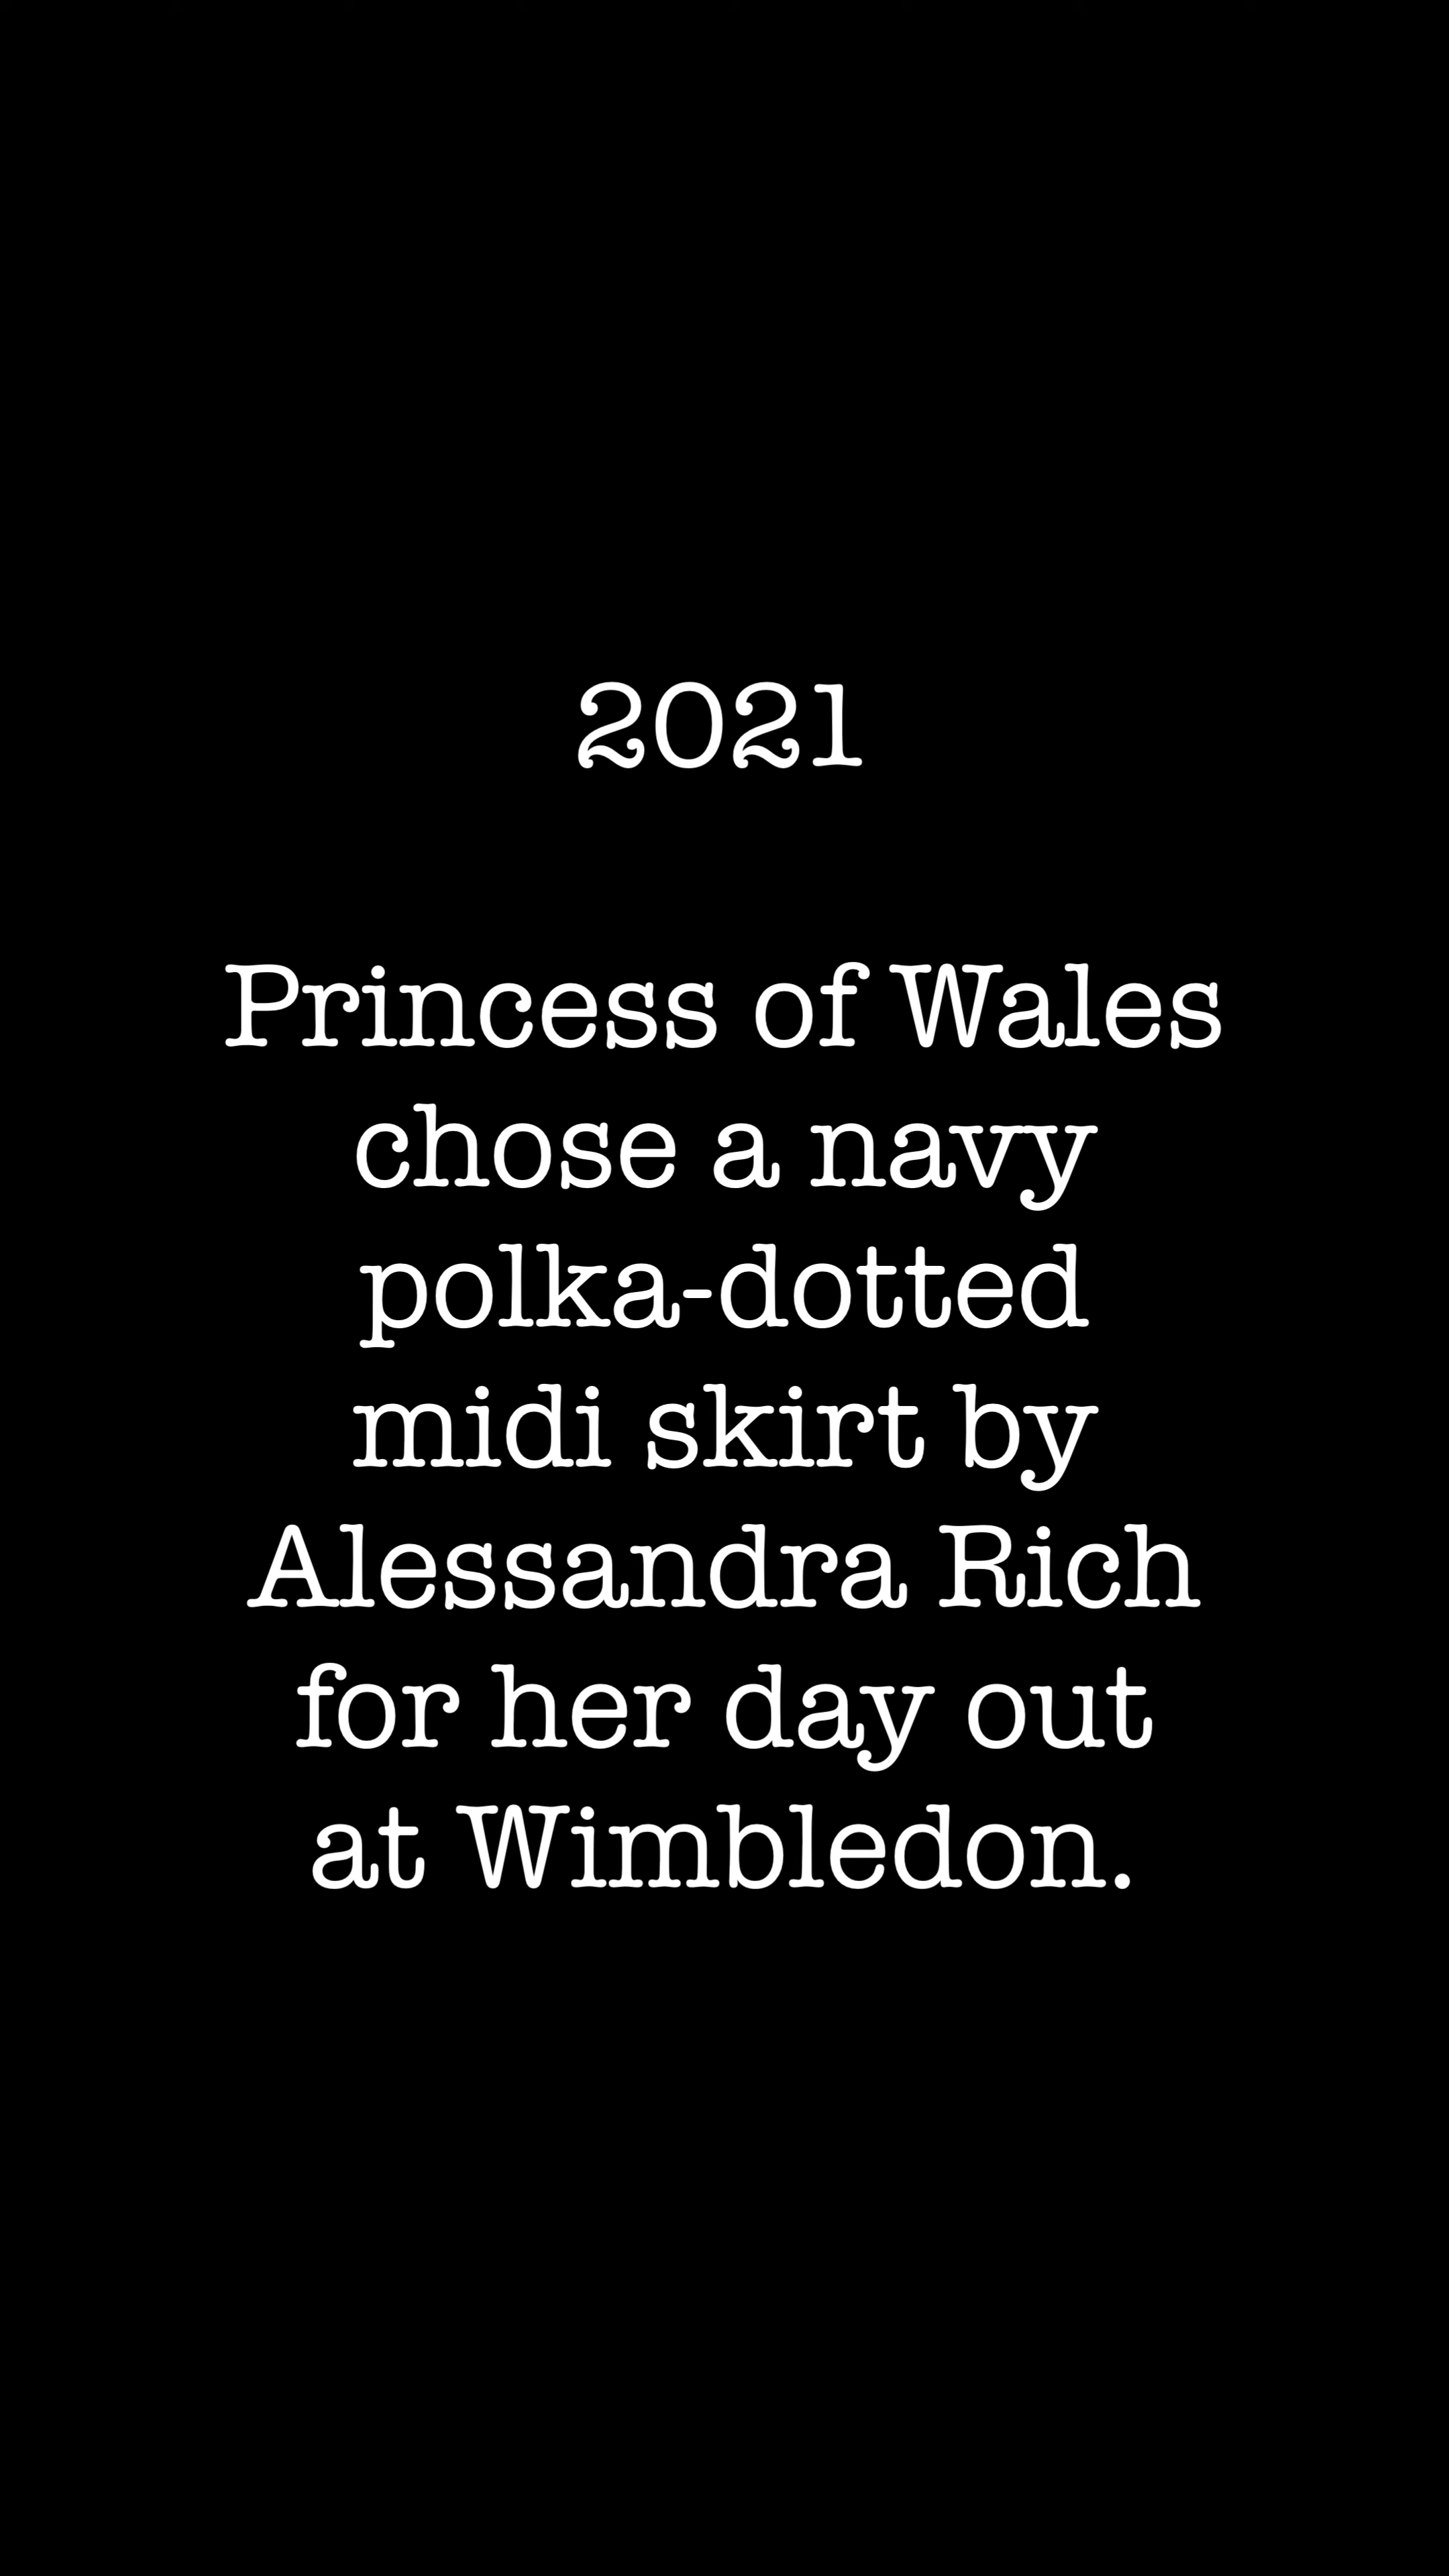 2021
Princess of Wales
chose a navy
polka-dotted
midi skirt by
Alessandra Rich
for her day out
at Wimbledon.